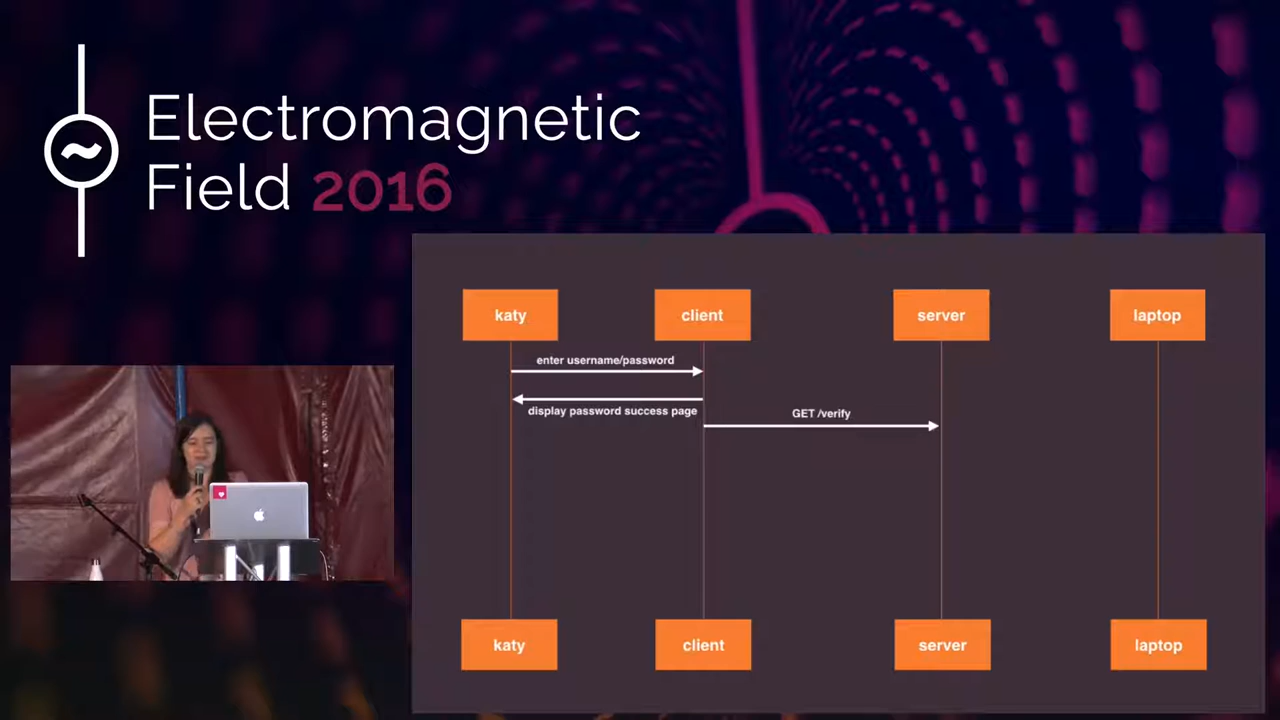 Electromagnetic
Field 2016
katy
client
server
laptop
enter username/password
display password success page
GET /verify
katy
client
server
laptop